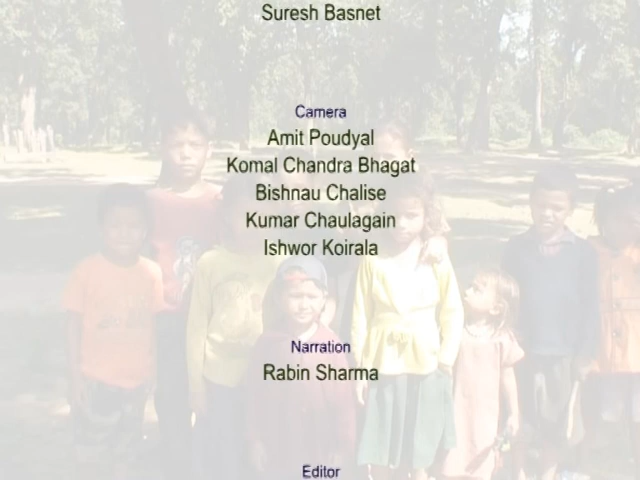 Suresh Basnet
Camera
Amit Poudyal
Komal Chandra Bhagat
Bishnau Chalise
Kumar Chaulagain
Ishwor Koirala
Narration
Rabin Sharma
Editor